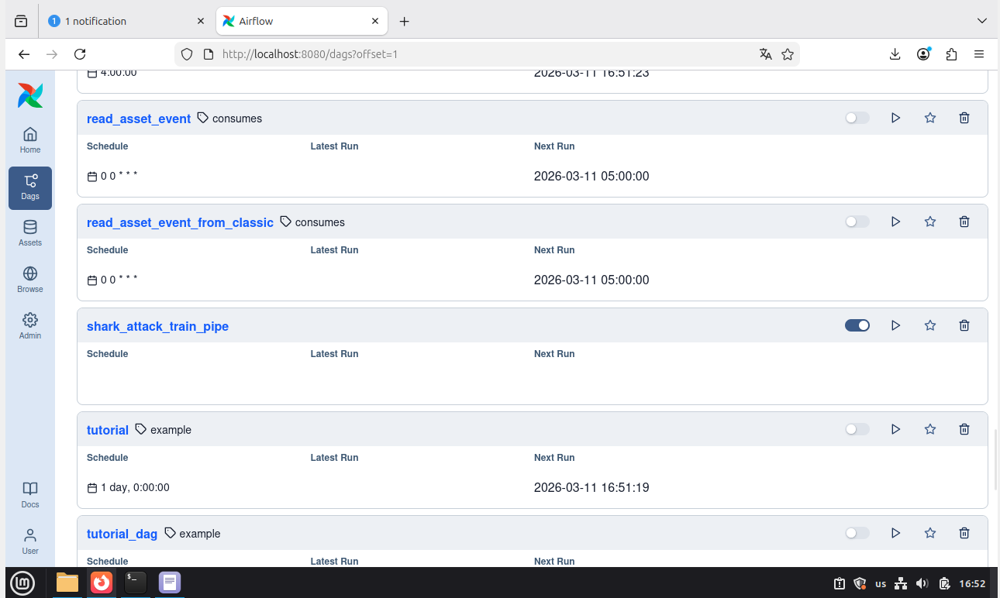 1
1 notification
Airflow
http://localhost:8080/dags?offset=1
4:00:00
2026-03-11 16:51:23
Home
Dags
Assets
Browse
Admin
Docs
User
read_asset_event consumes
Schedule Latest Run Next Run
0 0 * * * 2026-03-11 05:00:00
read_asset_event_from_classic consumes
Schedule Latest Run Next Run
0 0 * * * 2026-03-11 05:00:00
shark_attack_train_pipe
Schedule Latest Run Next Run
tutorial example
Schedule Latest Run Next Run
1 day, 0:00:00 2026-03-11 16:51:19
tutorial_dag example
Schedule Latest Run Next Run
lm
$_
us
16:52